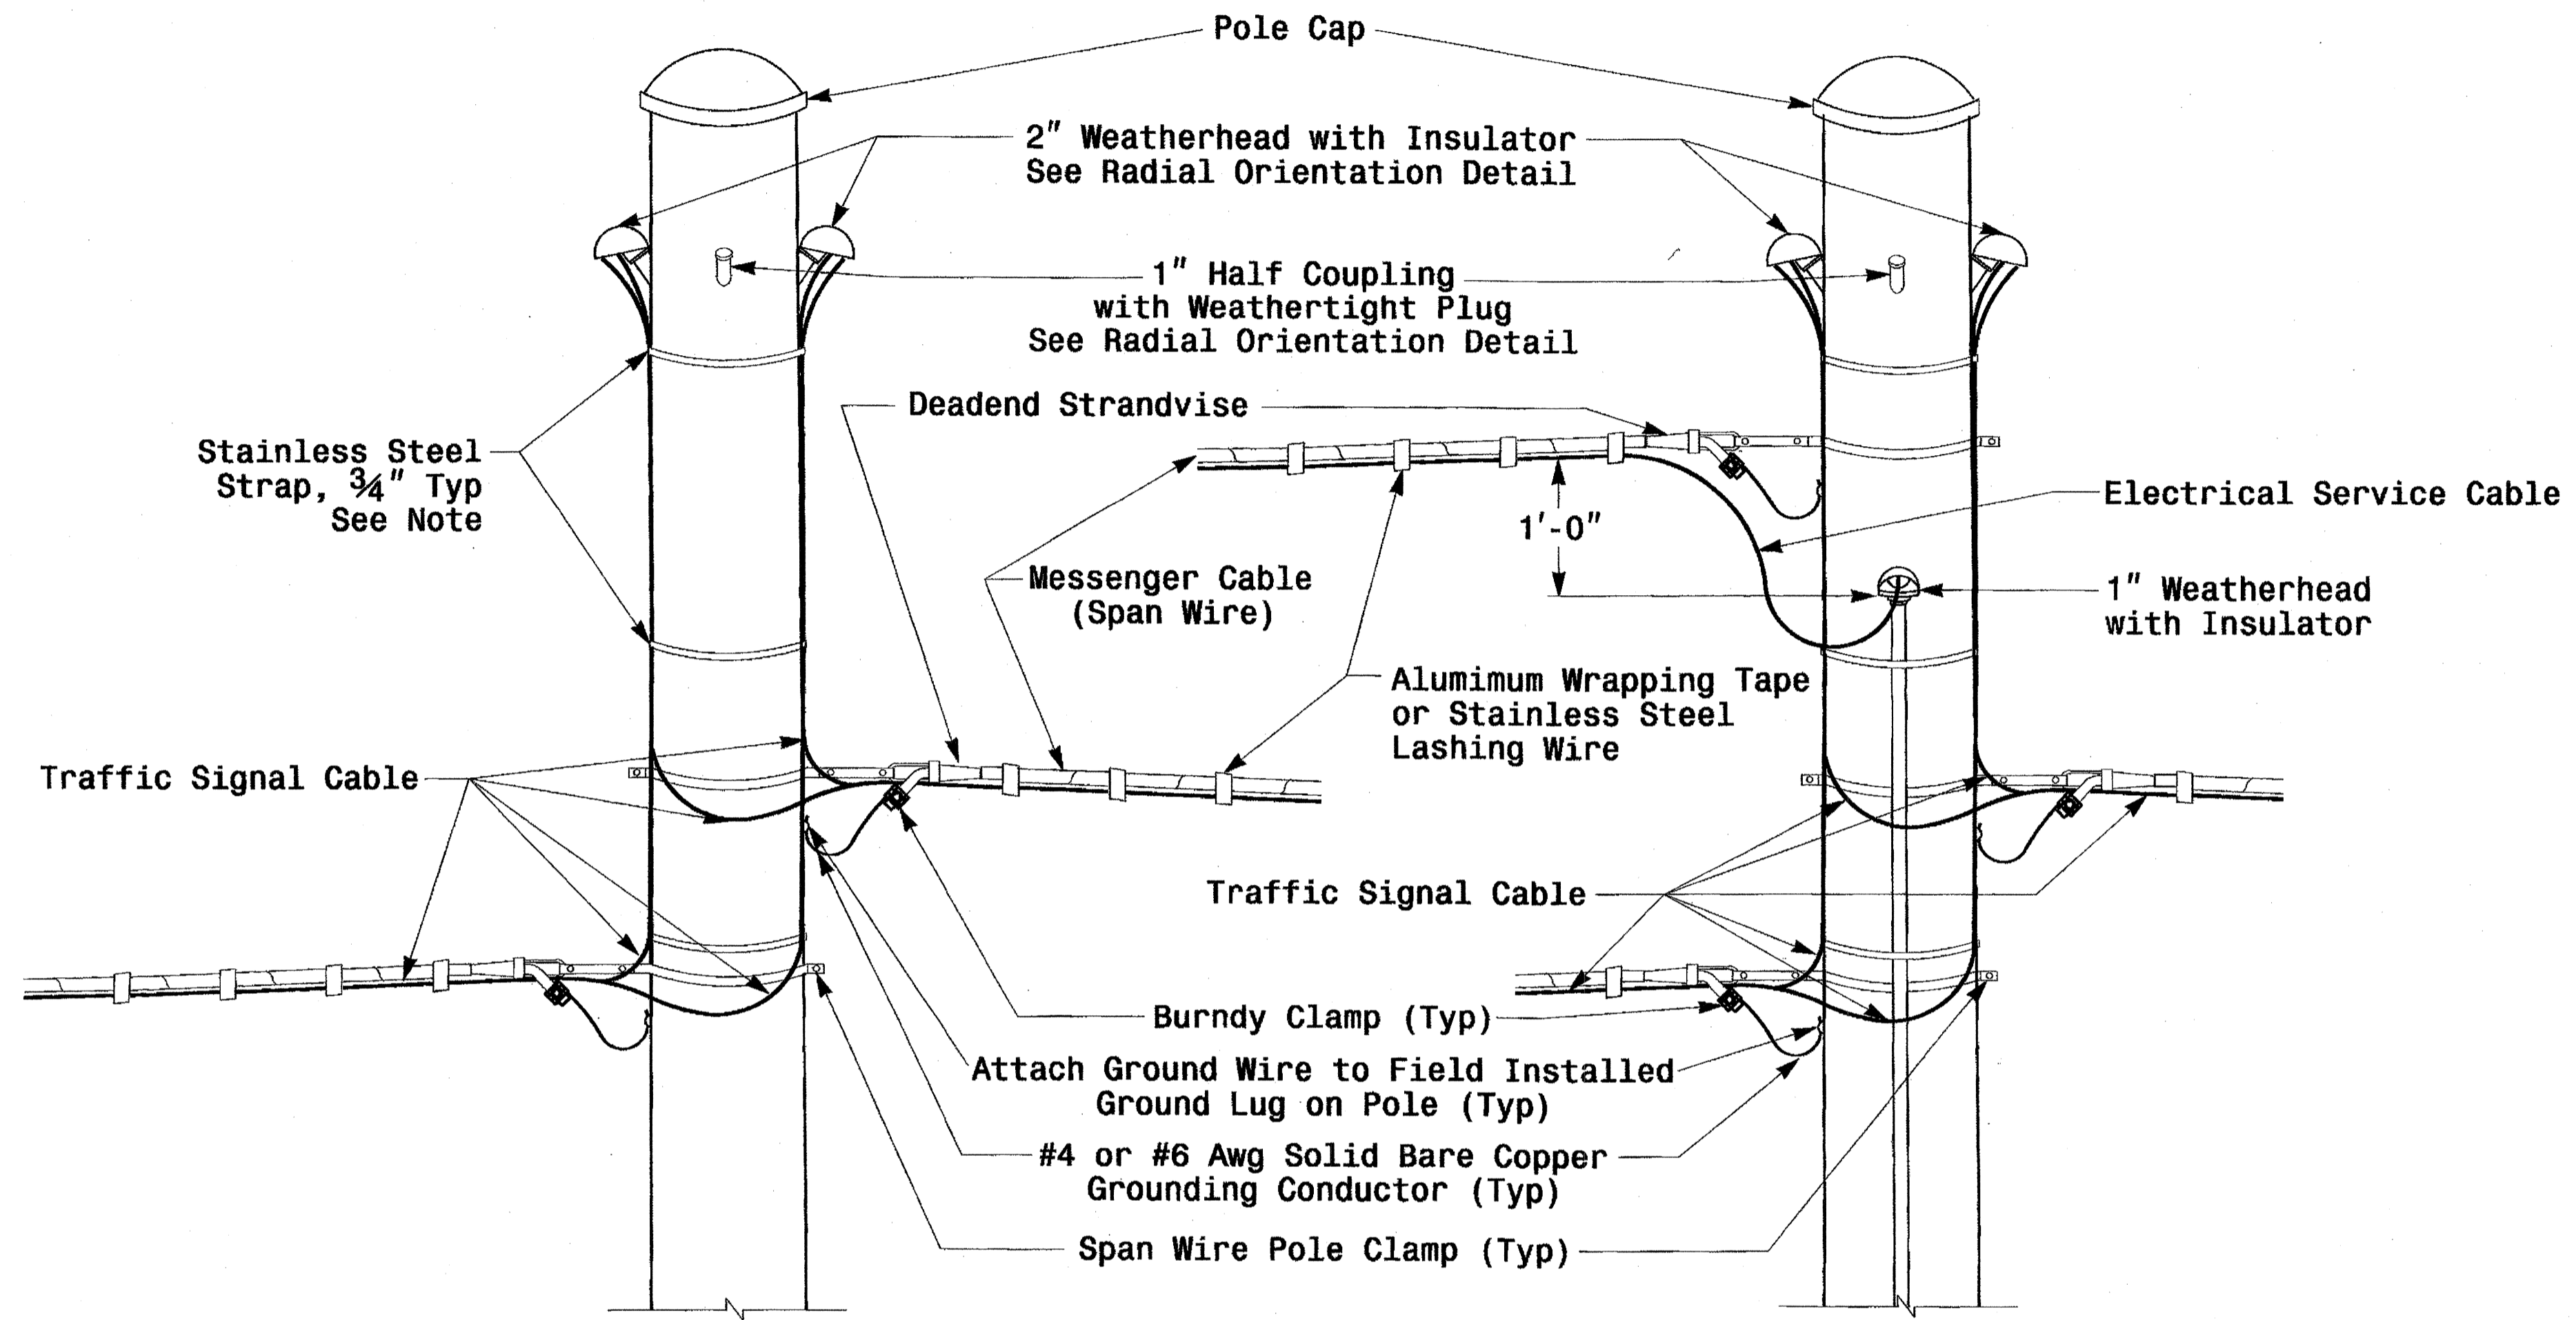 Pole Cap
2" Weatherhead with Insulator
See Radial Orientation Detail
1" Half Coupling
with Weathertight Plug
See Radial Orientation Detail
Deadend Strandvise
Stainless Steel
Strap, ¾" Typ
See Note
Electrical Service Cable
1'-0"
Messenger Cable
(Span Wire)
1" Weatherhead
with Insulator
Alumimum Wrapping Tape
or Stainless Steel
Lashing Wire
Traffic Signal Cable
Traffic Signal Cable
Burndy Clamp (Typ)
Attach Ground Wire to Field Installed
Ground Lug on Pole (Typ)
#4 or #6 Awg Solid Bare Copper
Grounding Conductor (Typ)
Span Wire Pole Clamp (Typ)